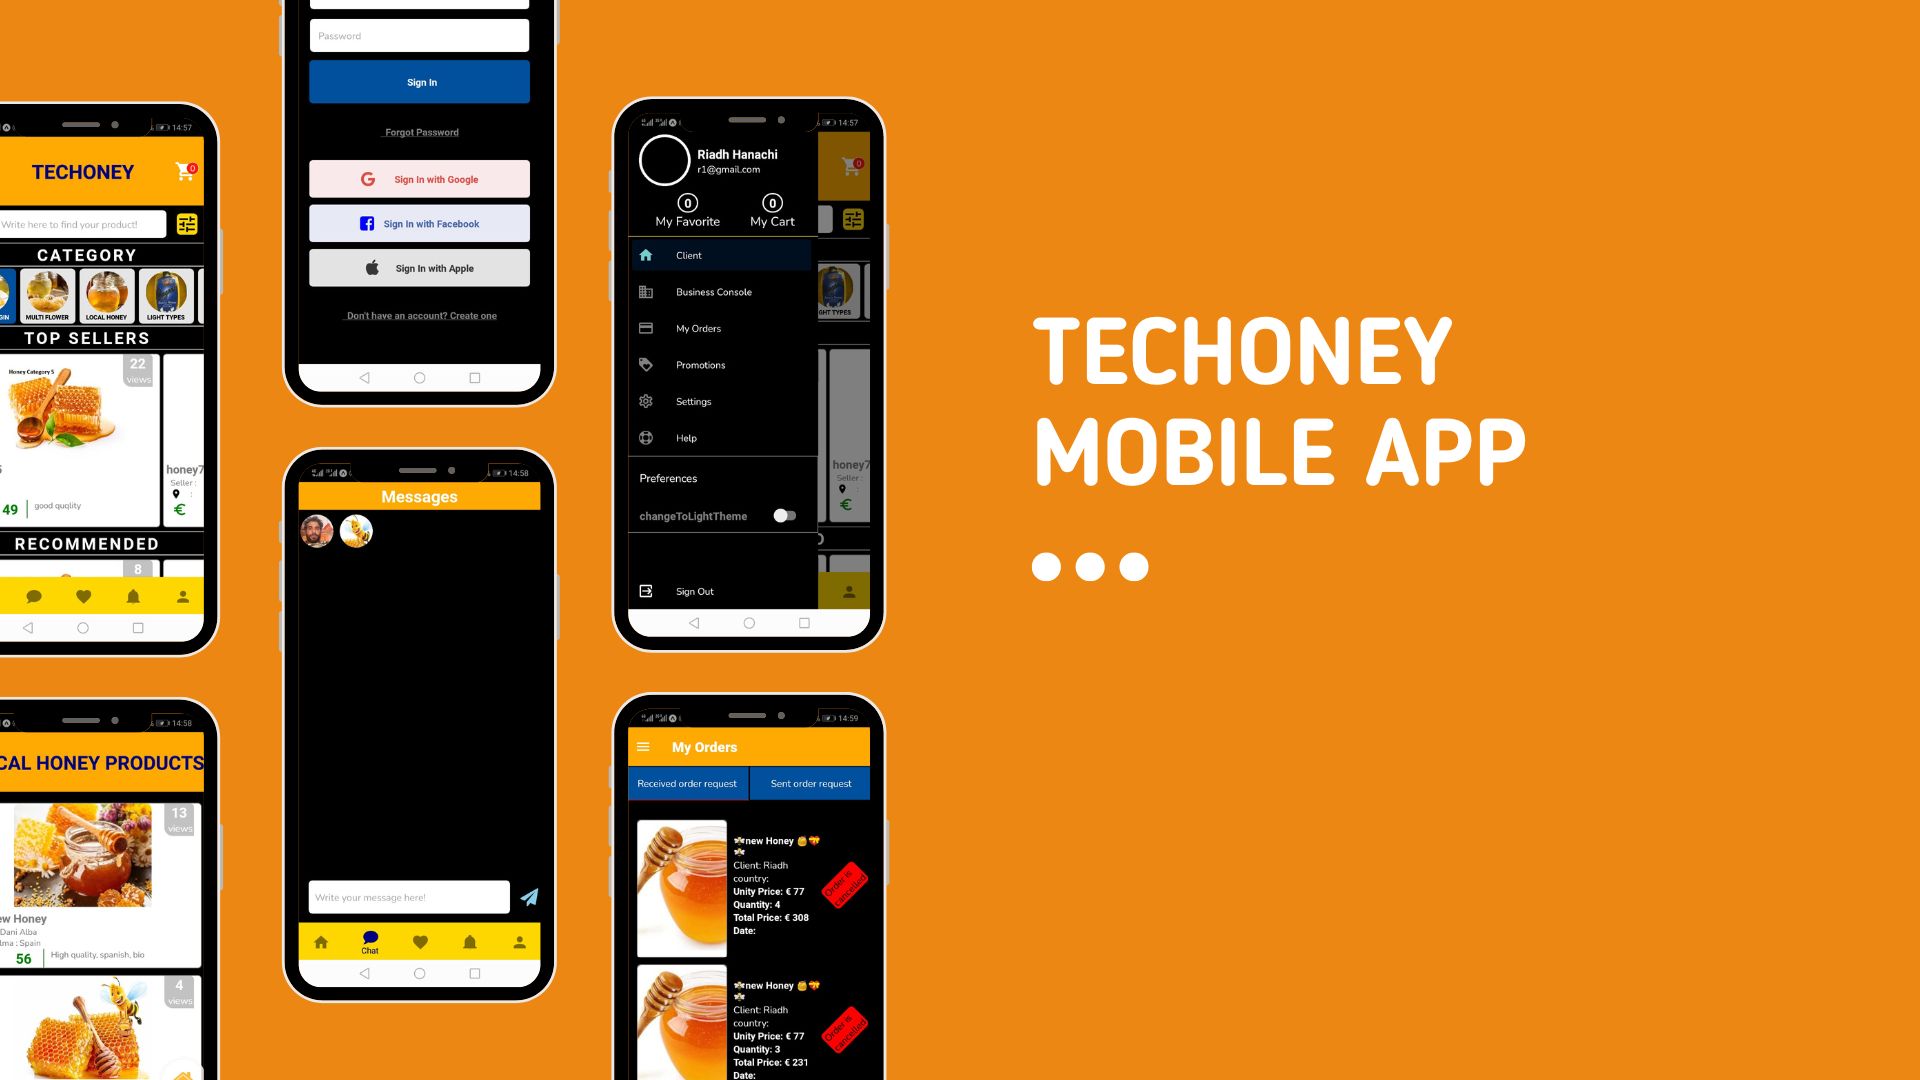 14:57
TECHONEY
0
Write here to find your product!
CATEGORY
MULTI FLOWER
LOCAL HONEY
LIGHT TYPES
TOP SELLERS
Honey Category 5
22
views
honey7
Seller :
:
49
good quqlity
€
RECOMMENDED
8
14:58
CAL HONEY PRODUCTS
13
views
ew Honey
Dani Alba
lma : Spain
56
High quality, spanish, bio
4
views
Password
Sign In
Forgot Password
Sign In with Google
Sign In with Facebook
Sign In with Apple
Don't have an account? Create one
14:58
Messages
Write your message here!
Chat
14:57
Riadh Hanachi
r1@gmail.com
0
0
My Favorite
My Cart
0
Client
Business Console
My Orders
Promotions
Settings
Help
Preferences
changeToLightTheme
Sign Out
GHT TYPES
honey7
Seller :
:
€
14:59
My Orders
Received order request
Sent order request
new Honey
Client: Riadh
country:
Unity Price: € 77
Quantity: 4
Total Price: € 308
Date:
Order is
cancelled
new Honey
Client: Riadh
country:
Unity Price: € 77
Quantity: 3
Total Price: € 231
Date:
Order is
cancelled
TECHONEY
MOBILE APP